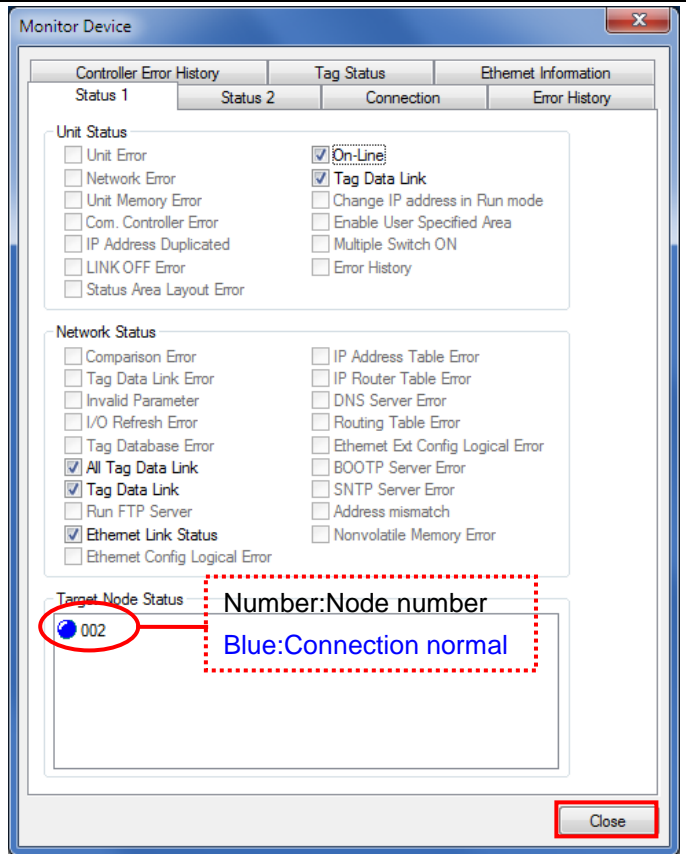 Monitor Device
Controller Error History Tag Status Ethernet Information
Status 1 Status 2 Connection Error History
Unit Status
Unit Error
Network Error
Unit Memory Error
Com. Controller Error
IP Address Duplicated
LINK OFF Error
Status Area Layout Error
On-Line
Tag Data Link
Change IP address in Run mode
Enable User Specified Area
Multiple Switch ON
Error History
Network Status
Comparison Error
Tag Data Link Error
Invalid Parameter
I/O Refresh Error
Tag Database Error
All Tag Data Link
Tag Data Link
Run FTP Server
Ethernet Link Status
Ethernet Config Logical Error
IP Address Table Error
IP Router Table Error
DNS Server Error
Routing Table Error
Ethernet Ext Config Logical Error
BOOTP Server Error
SNTP Server Error
Address mismatch
Nonvolatile Memory Error
Target Node Status
002
Number:Node number
Blue:Connection normal
Close